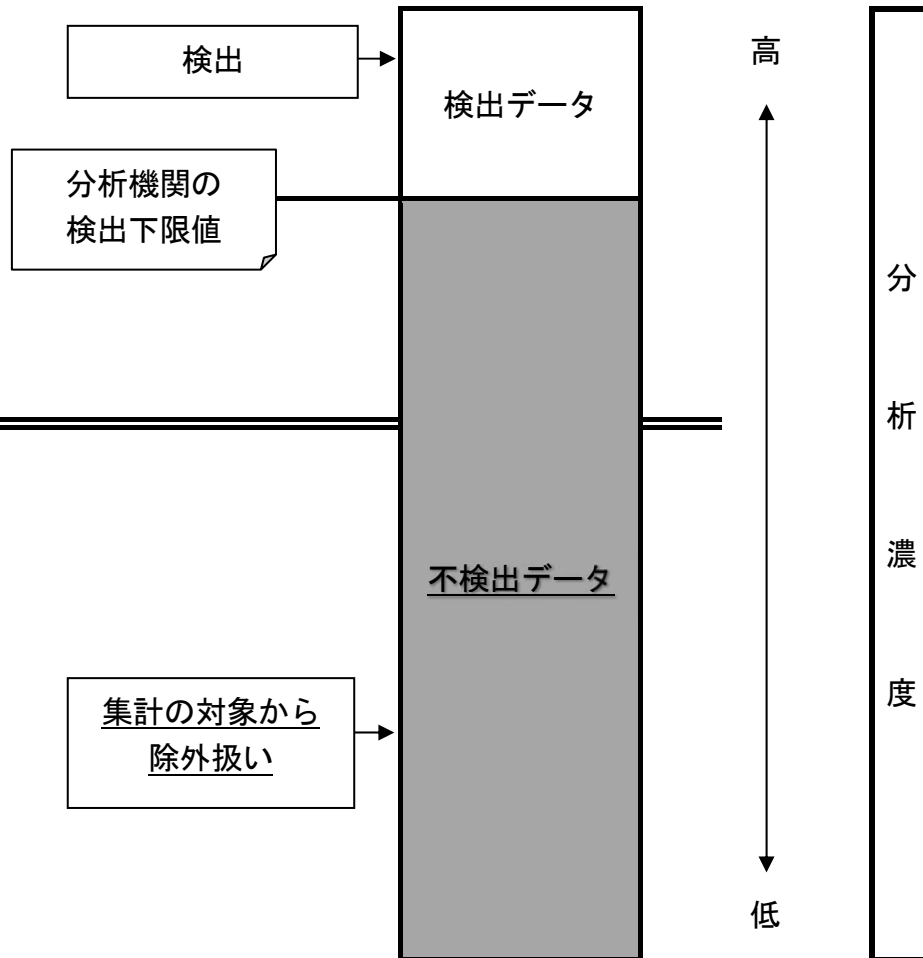 検出
検出データ
高
分析機関の
検出下限値
不検出データ
集計の対象から
除外扱い
低
分
析
濃
度